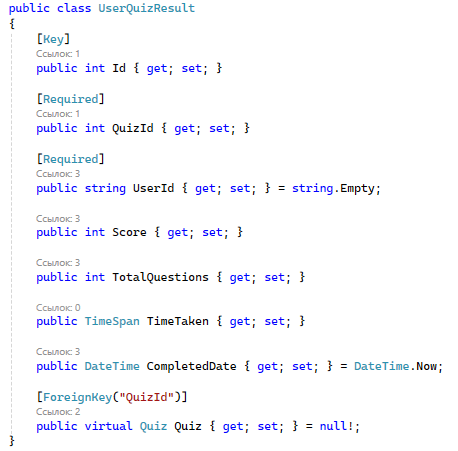 public class UserQuizResult
{
[Key]
Ссылок: 1
public int Id { get; set; }
[Required]
Ссылок: 1
public int QuizId { get; set; }
[Required]
Ссылок: 3
public string UserId { get; set; } = string.Empty;
Ссылок: 3
public int Score { get; set; }
Ссылок: 3
public int TotalQuestions { get; set; }
Ссылок: 0
public TimeSpan TimeTaken { get; set; }
Ссылок: 3
public DateTime CompletedDate { get; set; } = DateTime.Now;
[ForeignKey("QuizId")]
Ссылок: 2
public virtual Quiz Quiz { get; set; } = null!;
}